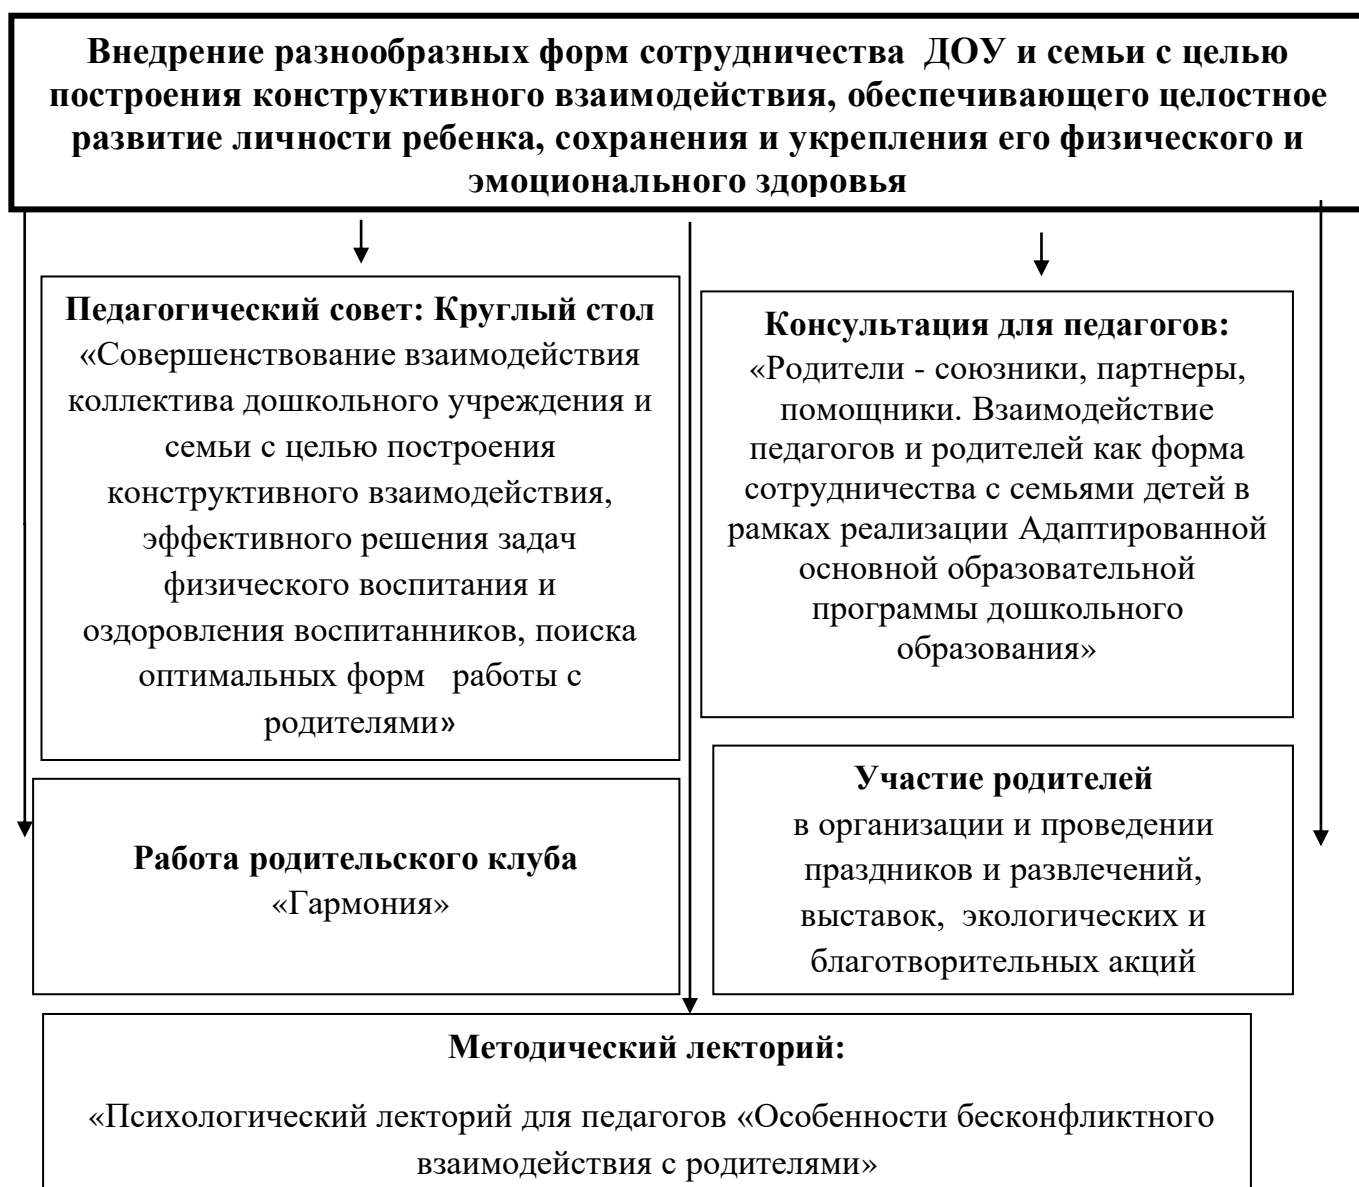 Внедрение разнообразных форм сотрудничества ДОУ и семьи с целью
построения конструктивного взаимодействия, обеспечивающего целостное
развитие личности ребенка, сохранения и укрепления его физического и
эмоционального здоровья
Педагогический совет: Круглый стол
«Совершенствование взаимодействия
коллектива дошкольного учреждения и
семьи с целью построения
конструктивного взаимодействия,
эффективного решения задач
физического воспитания и
оздоровления воспитанников, поиска
оптимальных форм работы с
родителями»
Консультация для педагогов:
«Родители - союзники, партнеры,
помощники. Взаимодействие
педагогов и родителей как форма
сотрудничества с семьями детей в
рамках реализации Адаптированной
основной образовательной
программы дошкольного
образования»
Работа родительского клуба
«Гармония»
Участие родителей
в организации и проведении
праздников и развлечений,
выставок, экологических и
благотворительных акций
Методический лекторий:
«Психологический лекторий для педагогов «Особенности бесконфликтного
взаимодействия с родителями»